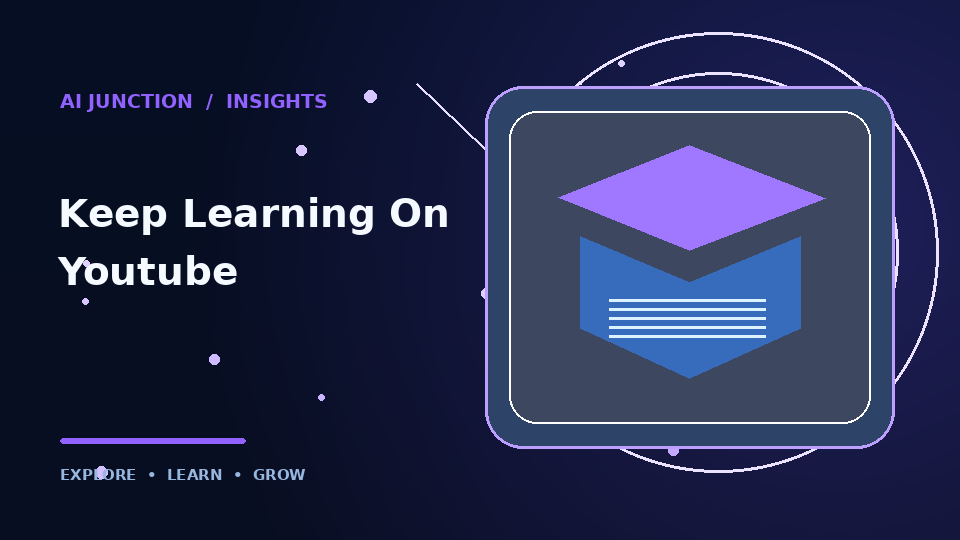 AI JUNCTION / INSIGHTS
Keep Learning On
Youtube
EXPLORE • LEARN • GROW